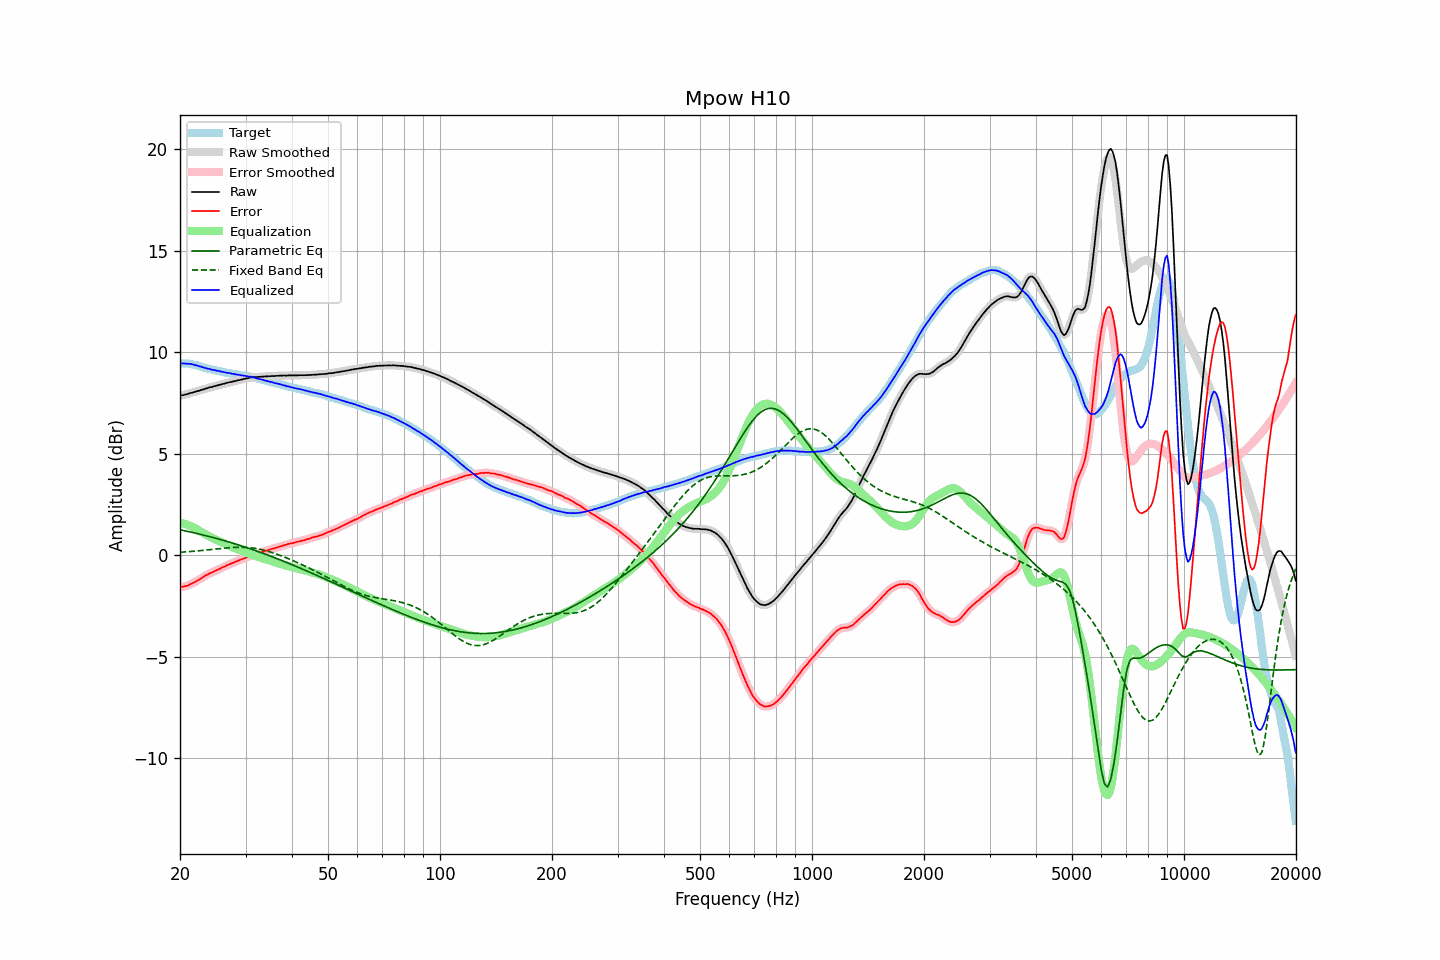 Mpow H10
Target
Raw Smoothed
Error Smoothed
Raw
Error
Equalization
Parametric Eq
Fixed Band Eq
Equalized
20
15
10
5
0
−5
−10
Amplitude (dBr)
20
50
100
200
500
1000
2000
5000
10000
20000
Frequency (Hz)